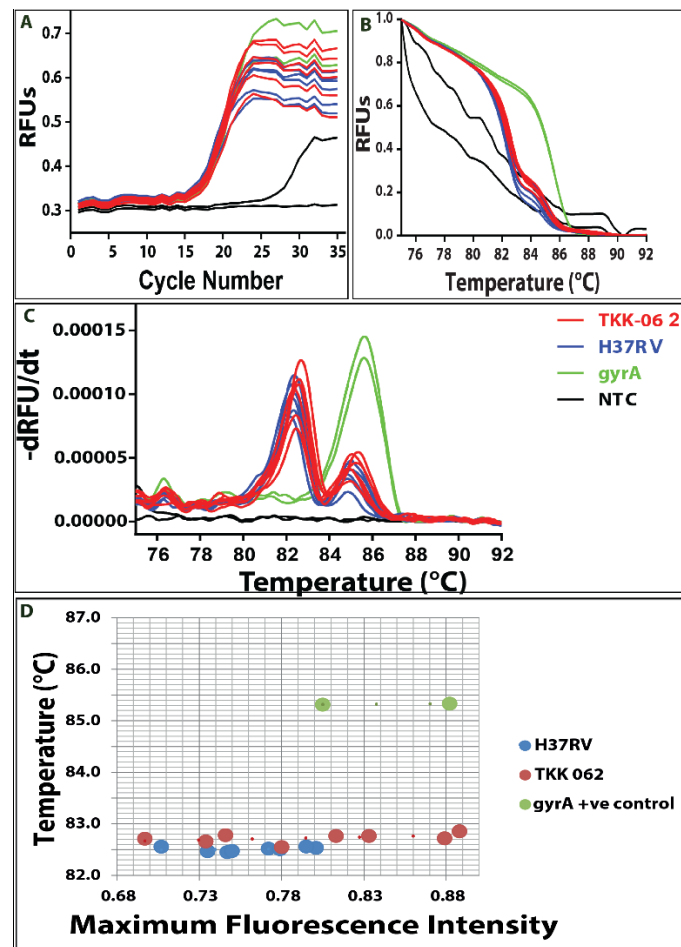 A
RFUs
0.7
0.6
0.5
0.4
0.3
0 5 10 15 20 25 30 35
Cycle Number
B
RFUs
1.0
0.8
0.6
0.4
0.2
0.0
76 78 80 82 84 86 88 90 92
Temperature (°C)
C
-dRFU/dt
0.00015
0.00010
0.00005
0.00000
76 78 80 82 84 86 88 90 92
Temperature (°C)
TKK-06 2
H37RV
gyrA
NTC
D
Temperature (°C)
87.0
86.0
85.0
84.0
83.0
82.0
0.68 0.73 0.78 0.83 0.88
Maximum Fluorescence Intensity
H37RV
TKK 062
gyrA +ve control